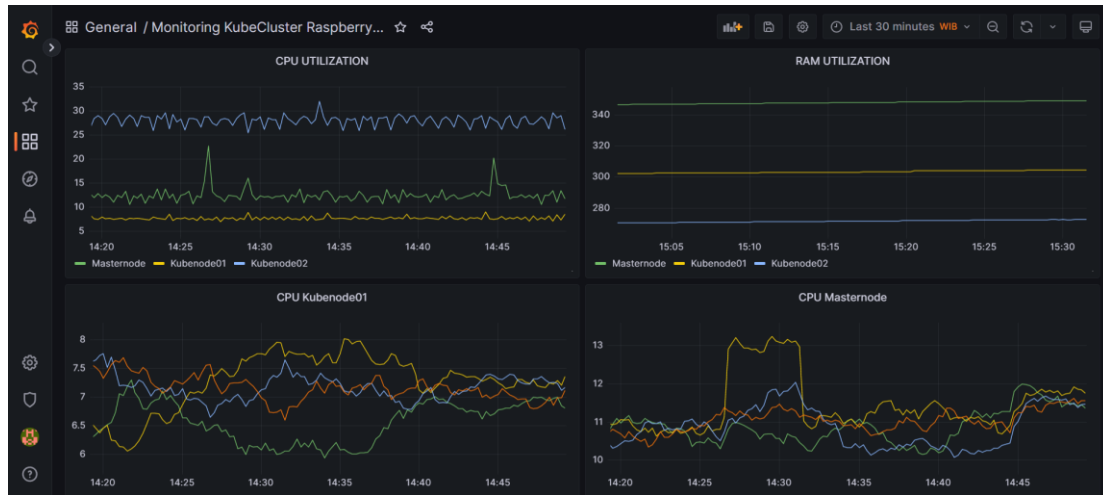 General / Monitoring KubeCluster Raspberry...
Last 30 minutes WIB
CPU UTILIZATION
35
30
25
20
15
10
5
14:20 14:25 14:30 14:35 14:40 14:45
Masternode Kubenode01 Kubenode02
RAM UTILIZATION
340
320
300
280
15:05 15:10 15:15 15:20 15:25 15:30
Masternode Kubenode01 Kubenode02
CPU Kubenode01
8
7.5
7
6.5
6
14:20 14:25 14:30 14:35 14:40 14:45
CPU Masternode
13
12
11
10
14:20 14:25 14:30 14:35 14:40 14:45